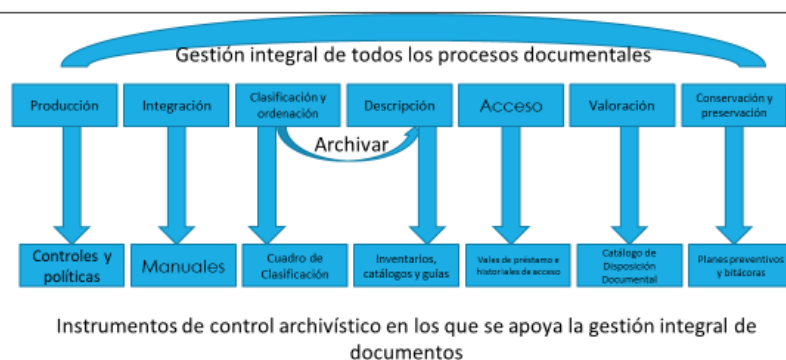 Gestión integral de todos los procesos documentales
Producción
Integración
Clasificación y
ordenación
Descripción
Acceso
Valoración
Conservación y
preservación
Archivar
Controles y
políticas
Manuales
Cuadro de
Clasificación
Inventarios,
catálogos y guías
Vales de préstamo e
historiales de acceso
Catálogo de
Disposición
Documental
Planes preventivos
y bitácoras
Instrumentos de control archivístico en los que se apoya la gestión integral de
documentos